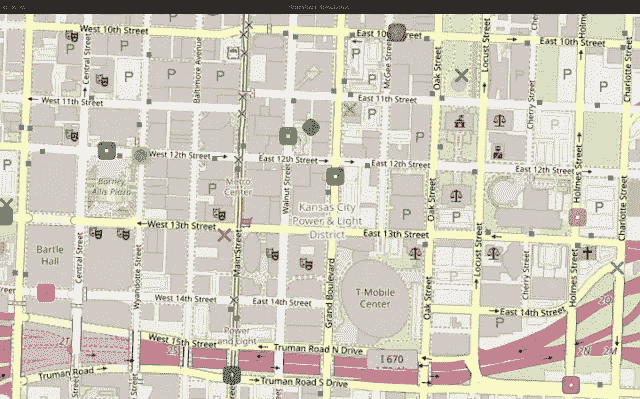 West 10th Street
East 10th
East 10th Street
Central Street
Baltimore Avenue
McGee Street
Oak Street
Locust Street
Cherry Street
Holmes
Charlotte Street
P
West 11th Street
East 11th Street
West 12th Street
East 12th Street
East 12th Street
East 12th Street
Barney
Allis Plaza
Metro
Center
Walnut Street
Kansas City
Power & Light
District
Oak Street
Holmes Street
Charlotte Street
West 13th Street
East 13th Street
Bartle
Hall
Central Street
Wyandotte Street
Main Street
Grand Boulevard
T-Mobile
Center
Oak Street
Locust Street
Cherry Street
Holmes Street
West 14th Street
East 14th Street
East 14th Street
Power
and Light
West 15th Street
Truman Road N Drive
I 670
Truman Road
Truman Road S Drive
2N
2M